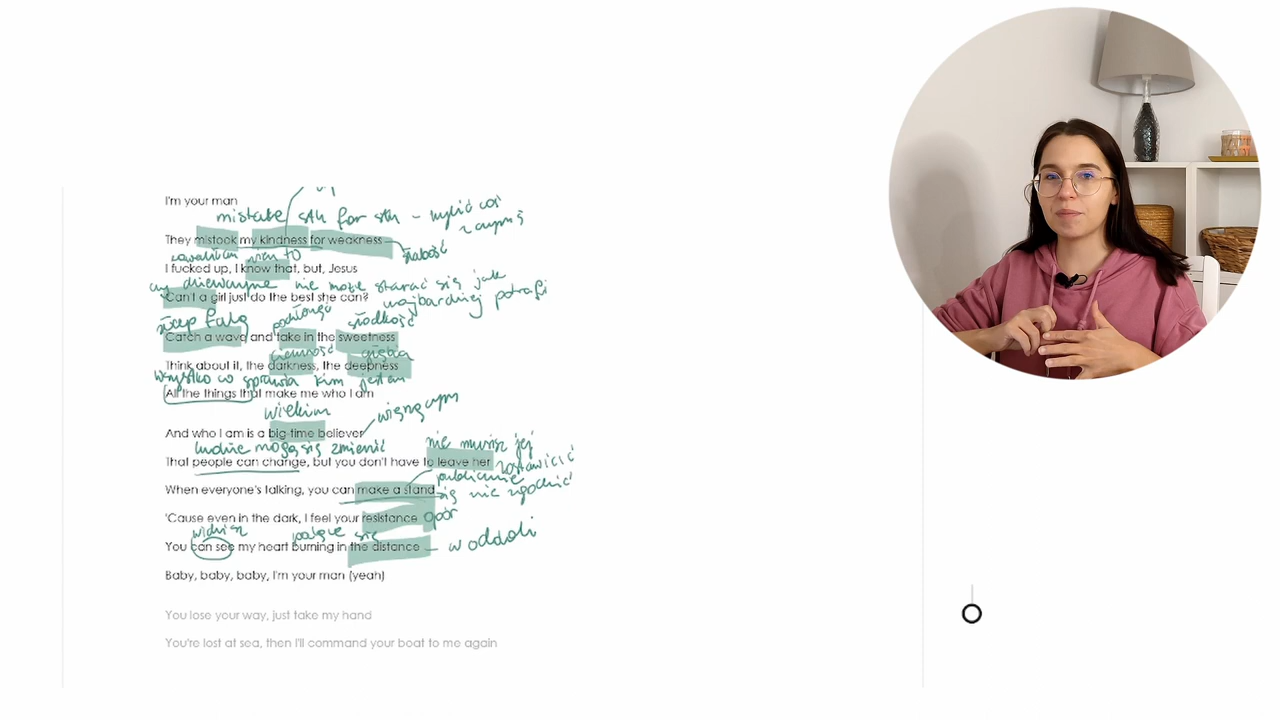 I'm your man
mistake sth for sth - mylić coś
z czymś
They mistook my kindness for weakness
słabość
zawaliłam wiem to
I fucked up, I know that, but, Jesus
czy dziewczyna nie może starać się jak
najbardziej potrafi
Can't a girl just do the best she can?
złap falę
słodkość
Catch a wave and take in the sweetness
ciemność głębia
Think about it, the darkness, the deepness
wszystko co sprawia kim jestem
All the things that make me who I am
wielkim
wierzącym
And who I am is a big-time believer
ludzie mogą się zmienić
nie musisz jej
zostawiać
That people can change, but you don't have to leave her
publicznie
się nie zgodzić
When everyone's talking, you can make a stand
'Cause even in the dark, I feel your resistance opór
widzisz
palące się
You can see my heart burning in the distance - w oddali
Baby, baby, baby, I'm your man (yeah)
You lose your way, just take my hand
You're lost at sea, then I'll command your boat to me again